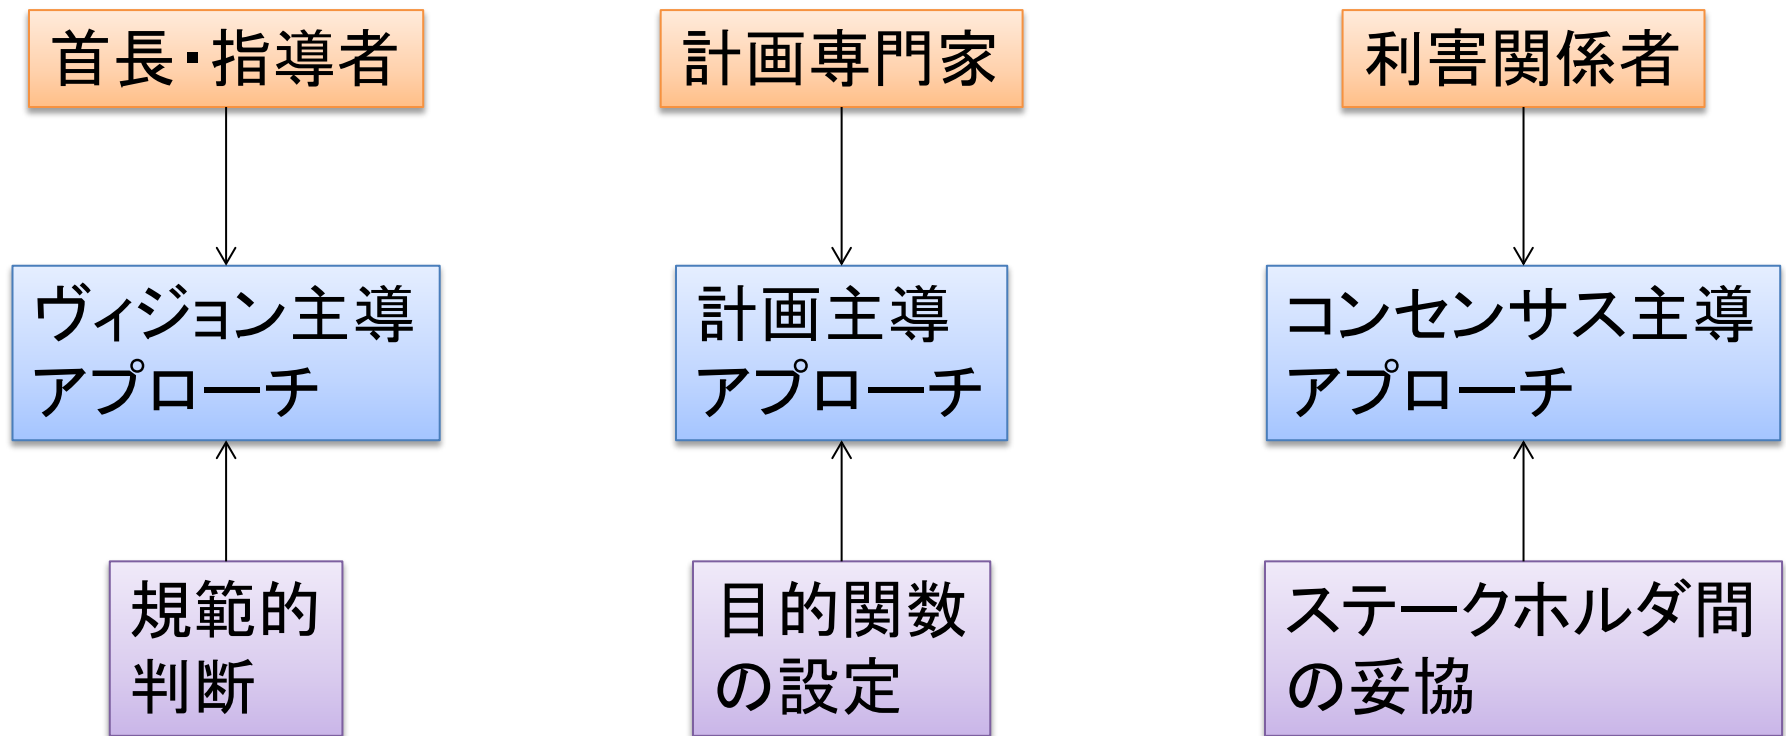 首長・指導者
計画専門家
利害関係者
ヴィジョン主導
アプローチ
計画主導
アプローチ
コンセンサス主導
アプローチ
規範的
判断
目的関数
の設定
ステークホルダ間
の妥協